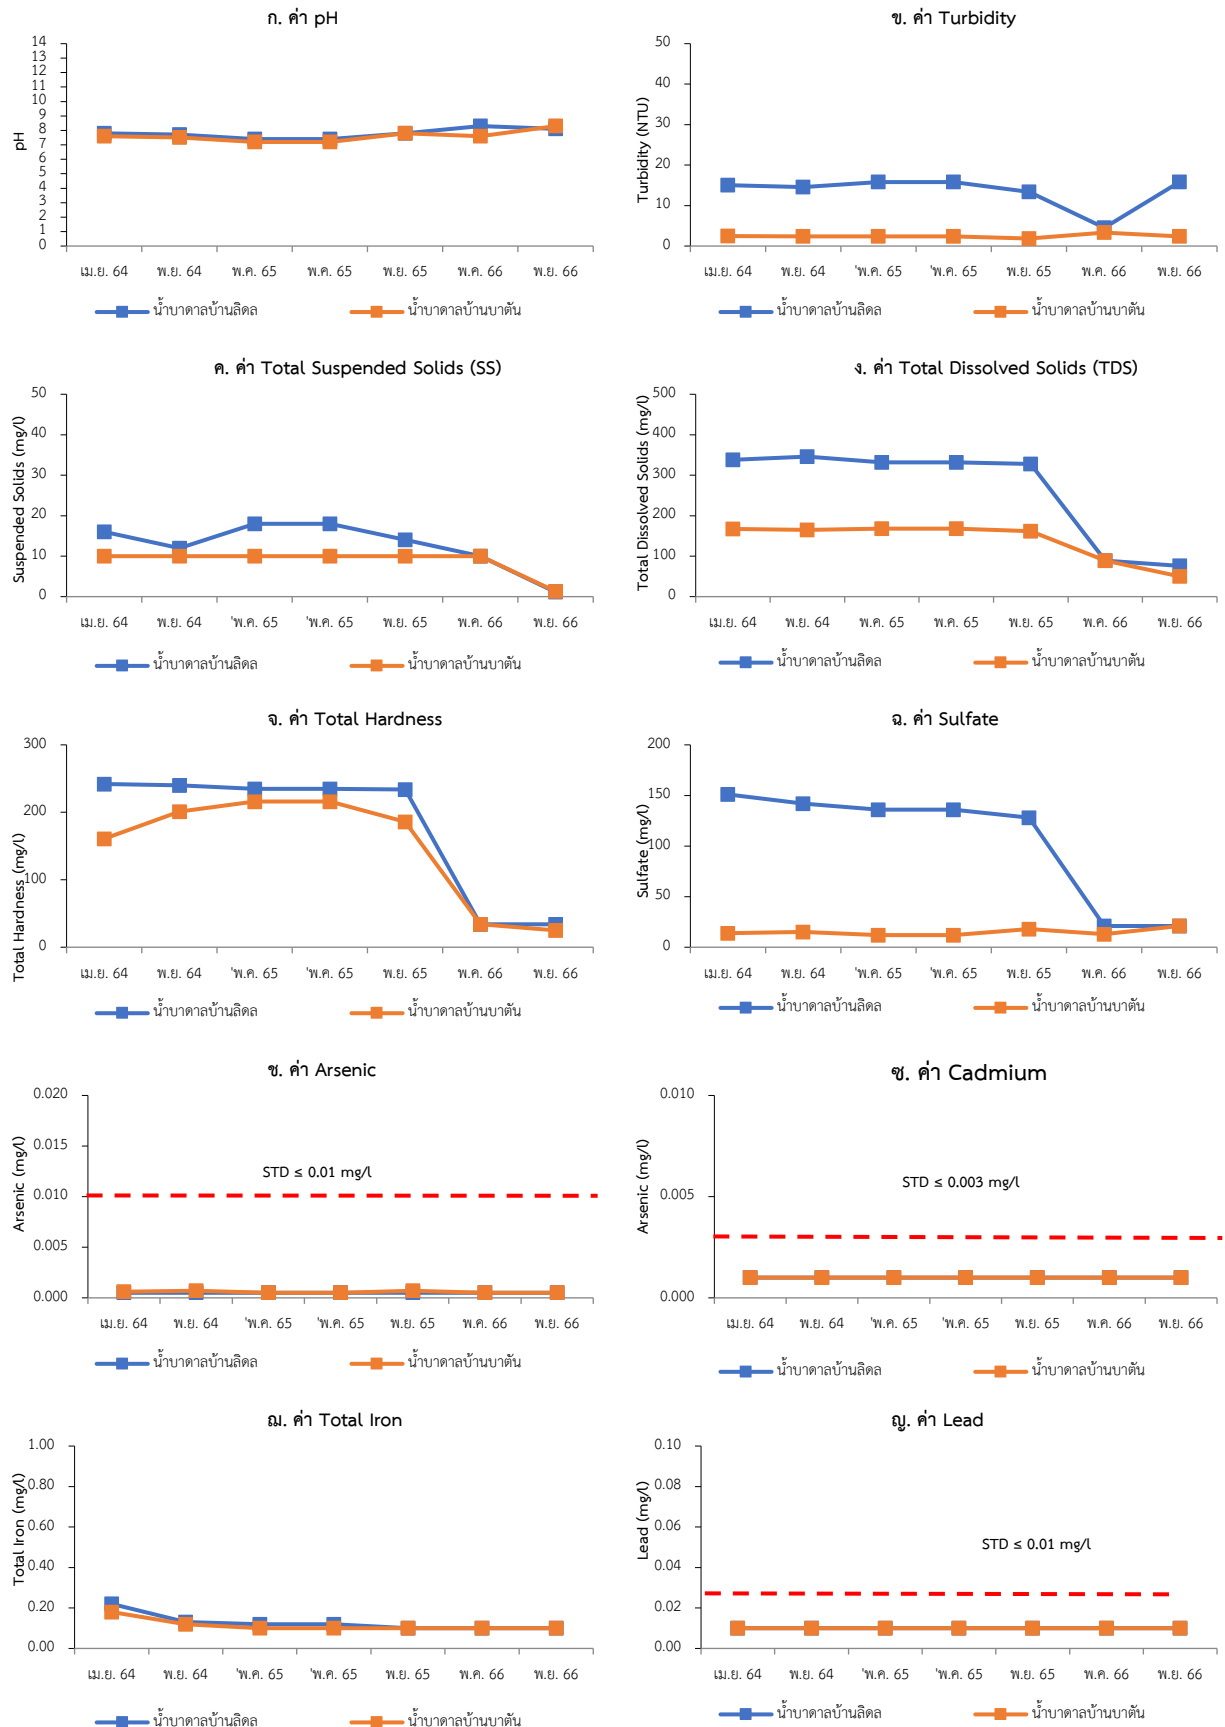 ก. ค่า pH
14
13
12
11
10
9
8
7
6
5
4
3
2
1
0
pH
เม.ย. 64 พ.ย. 64 'พ.ค. 65 'พ.ค. 65 พ.ย. 65 พ.ค. 66 พ.ย. 66
น้ำบาดาลบ้านลิดล น้ำบาดาลบ้านบาตัน
ข. ค่า Turbidity
50
40
30
20
10
0
Turbidity (NTU)
เม.ย. 64 พ.ย. 64 'พ.ค. 65 'พ.ค. 65 พ.ย. 65 พ.ค. 66 พ.ย. 66
น้ำบาดาลบ้านลิดล น้ำบาดาลบ้านบาตัน
ค. ค่า Total Suspended Solids (SS)
50
40
30
20
10
0
Suspended Solids (mg/l)
เม.ย. 64 พ.ย. 64 'พ.ค. 65 'พ.ค. 65 พ.ย. 65 พ.ค. 66 พ.ย. 66
น้ำบาดาลบ้านลิดล น้ำบาดาลบ้านบาตัน
ง. ค่า Total Dissolved Solids (TDS)
500
400
300
200
100
0
Total Dissolved Solids (mg/l)
เม.ย. 64 พ.ย. 64 'พ.ค. 65 'พ.ค. 65 พ.ย. 65 พ.ค. 66 พ.ย. 66
น้ำบาดาลบ้านลิดล น้ำบาดาลบ้านบาตัน
จ. ค่า Total Hardness
300
200
100
0
Total Hardness (mg/l)
เม.ย. 64 พ.ย. 64 'พ.ค. 65 'พ.ค. 65 พ.ย. 65 พ.ค. 66 พ.ย. 66
น้ำบาดาลบ้านลิดล น้ำบาดาลบ้านบาตัน
ฉ. ค่า Sulfate
200
150
100
50
0
Sulfate (mg/l)
เม.ย. 64 พ.ย. 64 'พ.ค. 65 'พ.ค. 65 พ.ย. 65 พ.ค. 66 พ.ย. 66
น้ำบาดาลบ้านลิดล น้ำบาดาลบ้านบาตัน
ช. ค่า Arsenic
0.020
0.015
0.010
0.005
0.000
Arsenic (mg/l)
STD ≤ 0.01 mg/l
เม.ย. 64 พ.ย. 64 'พ.ค. 65 'พ.ค. 65 พ.ย. 65 พ.ค. 66 พ.ย. 66
น้ำบาดาลบ้านลิดล น้ำบาดาลบ้านบาตัน
ซ. ค่า Cadmium
0.010
0.005
0.000
Arsenic (mg/l)
STD ≤ 0.003 mg/l
เม.ย. 64 พ.ย. 64 'พ.ค. 65 'พ.ค. 65 พ.ย. 65 พ.ค. 66 พ.ย. 66
น้ำบาดาลบ้านลิดล น้ำบาดาลบ้านบาตัน
ฌ. ค่า Total Iron
1.00
0.80
0.60
0.40
0.20
0.00
Total Iron (mg/l)
เม.ย. 64 พ.ย. 64 'พ.ค. 65 'พ.ค. 65 พ.ย. 65 พ.ค. 66 พ.ย. 66
น้ำบาดาลบ้านลิดล น้ำบาดาลบ้านบาตัน
ญ. ค่า Lead
0.10
0.08
0.06
0.04
0.02
0.00
Lead (mg/l)
STD ≤ 0.01 mg/l
เม.ย. 64 พ.ย. 64 'พ.ค. 65 'พ.ค. 65 พ.ย. 65 พ.ค. 66 พ.ย. 66
น้ำบาดาลบ้านลิดล น้ำบาดาลบ้านบาตัน